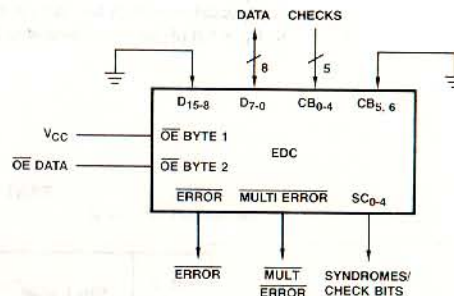 DATA CHECKS
8 5
D15-8 D7-0 CB0-4 CB5, 6
VCC
OE BYTE 1
EDC
OE DATA
OE BYTE 2
ERROR MULTI ERROR SC0-4
ERROR MULT ERROR SYNDROMES/ CHECK BITS